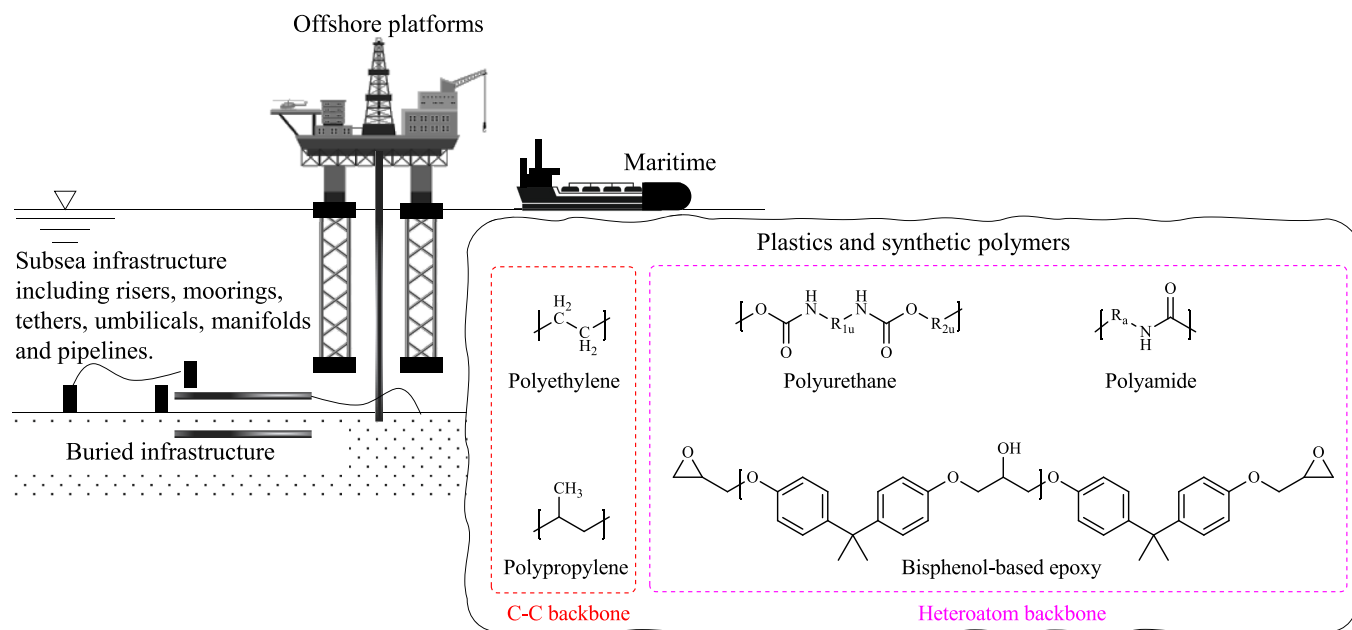 Offshore platforms
Maritime
Subsea infrastructure
including risers, moorings,
tethers, umbilicals, manifolds
and pipelines.
Buried infrastructure
Plastics and synthetic polymers
H2
C
C
H2
Polyethylene
CH3
Polypropylene
C-C backbone
O
O
H
N
R1u
H
N
O
O
R2u
Polyurethane
Ra
N
H
O
Polyamide
O
O
O
OH
O
O
O
Bisphenol-based epoxy
Heteroatom backbone